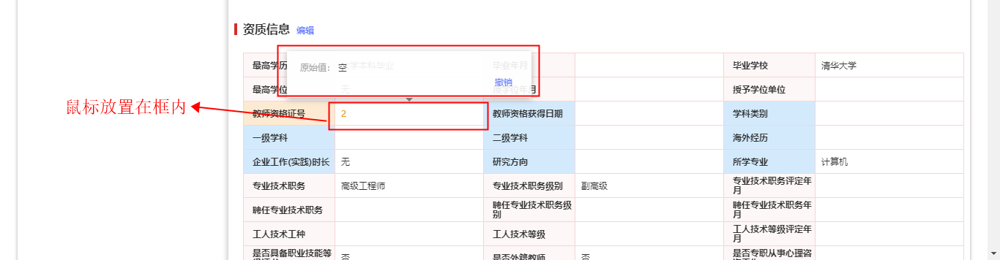 资质信息 编辑
最高学历 大学本科毕业 毕业年月 毕业学校 清华大学
原始值: 空
撤销
最高学位 无 授学位年月 授予学位单位
鼠标放置在框内
教师资格证号 2 教师资格获得日期 学科类别
一级学科 二级学科 海外经历
企业工作(实践)时长 无 研究方向 所学专业 计算机
专业技术职务 高级工程师 专业技术职务级别 副高级 专业技术职务评定年
月
聘任专业技术职务 聘任专业技术职务级
别
聘任专业技术职务年
月
工人技术工种 工人技术等级 工人技术等级评定年
月
是否具备职业技能等
否 是否外籍教师 否 是否专职从事心理咨